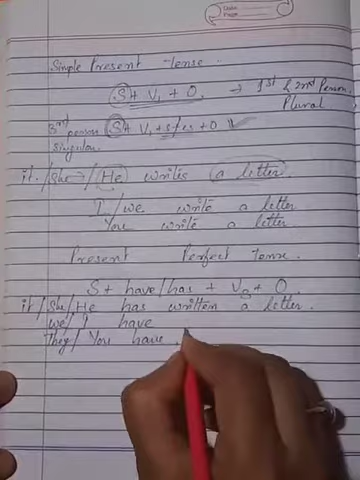 Date
Page
Simple Present Tense.
S + V1 + O. → 1st & 2nd Person
Plural
3rd person S + V1 + s/es + O
singular
it/She/He writes a letter.
I/we write a letter
You write a letter
Present Perfect Tense.
S + have/has + V3 + O.
it/She/He has written a letter.
we/I have
They/You have